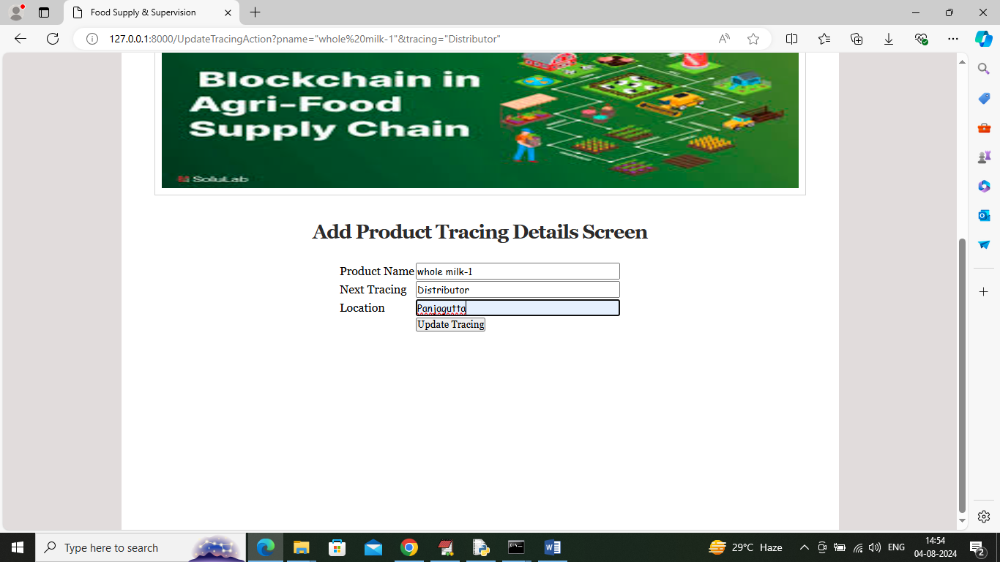 Food Supply & Supervision
127.0.0.1:8000/UpdateTracingAction?pname="whole%20milk-1"&tracing="Distributor"
Blockchain in
Agri-Food
Supply Chain
SoluLab
Add Product Tracing Details Screen
Product Name whole milk-1
Next Tracing Distributor
Location Panjagutta
Update Tracing
Type here to search
29°C Haze
ENG
14:54
04-08-2024
2